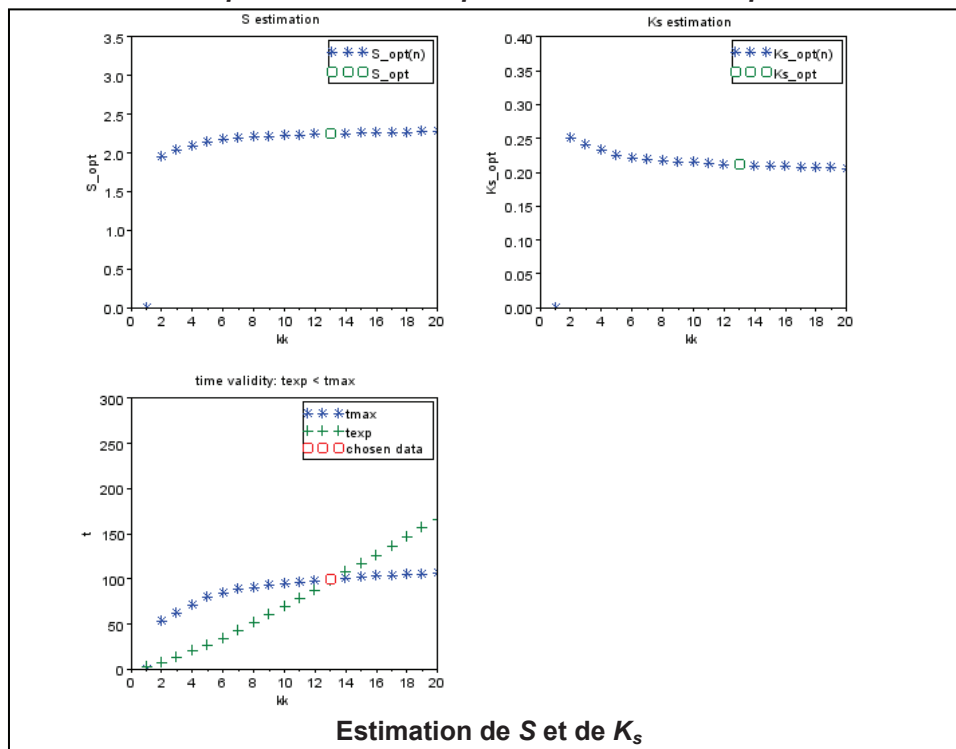 S estimation
3.5
3.0
2.5
2.0
1.5
1.0
0.5
0.0
S_opt
0 2 4 6 8 10 12 14 16 18 20
kk
S_opt(n)
S_opt
Ks estimation
0.40
0.35
0.30
0.25
0.20
0.15
0.10
0.05
0.00
Ks_opt
0 2 4 6 8 10 12 14 16 18 20
kk
Ks_opt(n)
Ks_opt
time validity: texp < tmax
300
250
200
150
100
50
0
t
0 2 4 6 8 10 12 14 16 18 20
kk
tmax
texp
chosen data
Estimation de S et de Ks